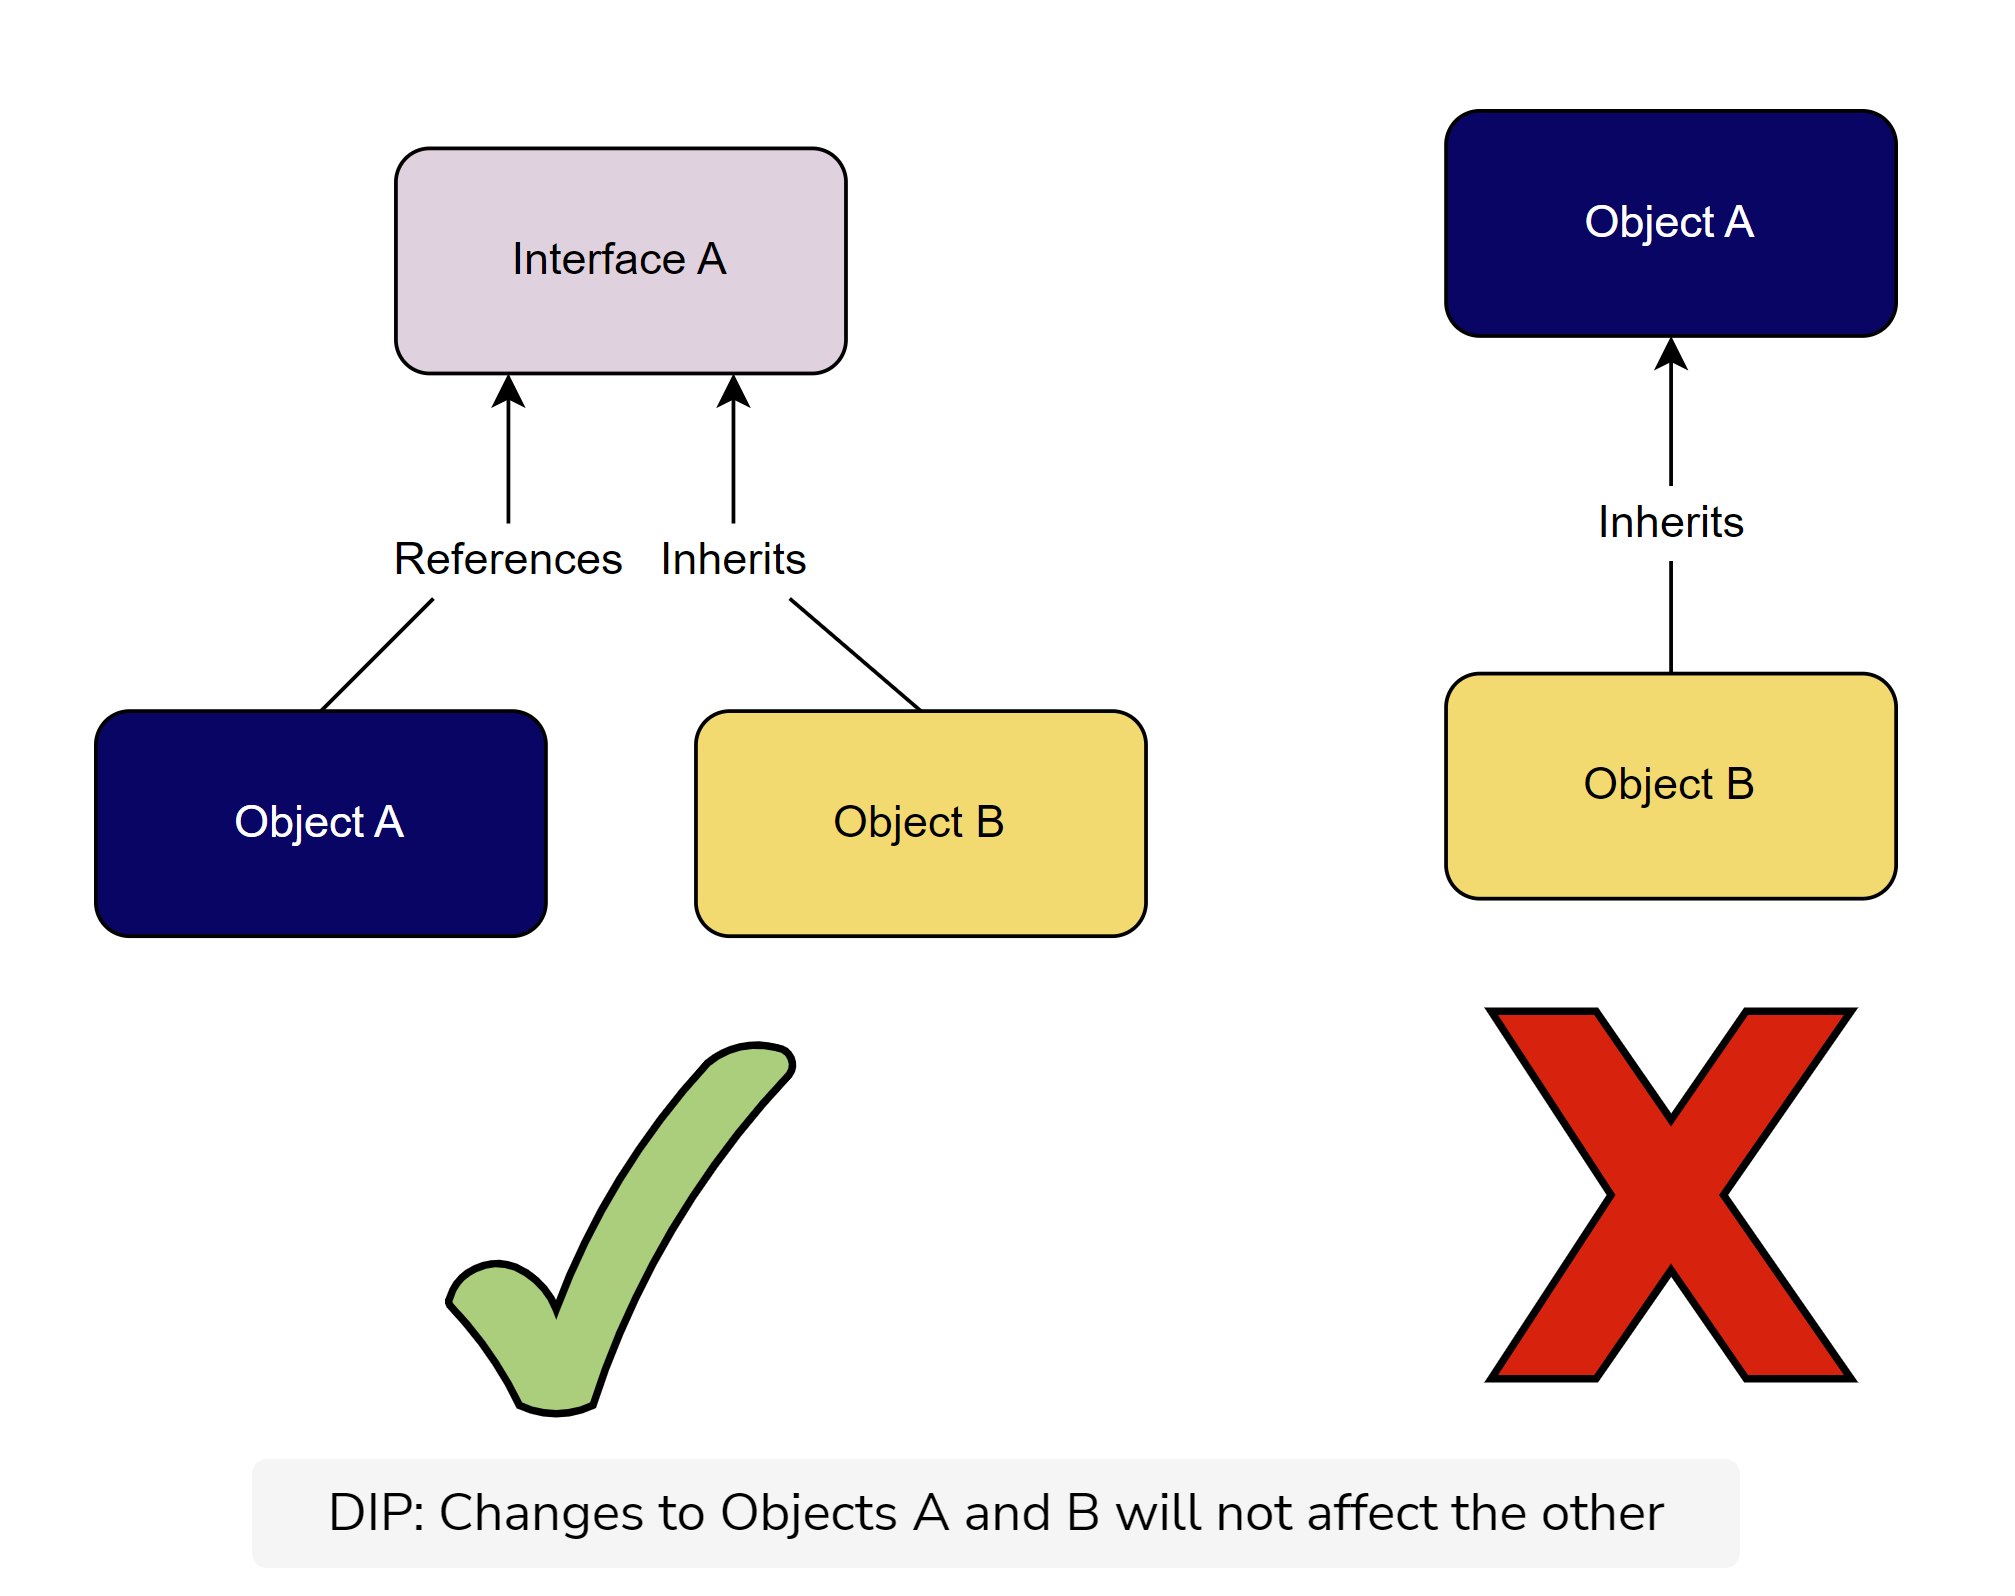 Interface A
References
Inherits
Object A
Object B
Object A
Inherits
Object B
DIP: Changes to Objects A and B will not affect the other